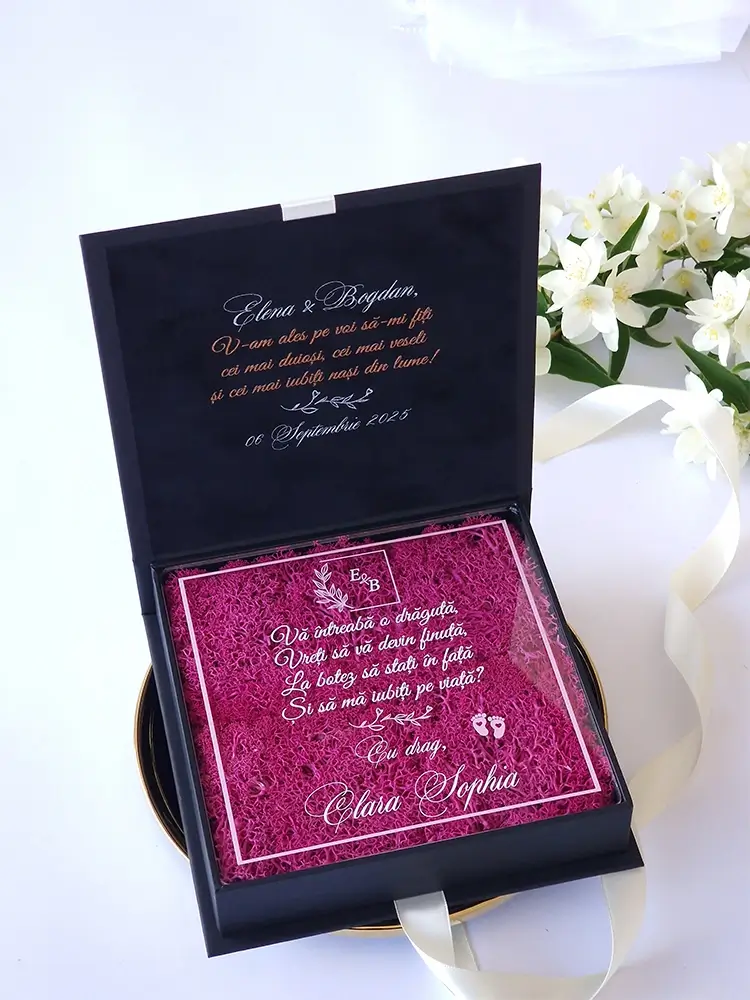 Elena & Bogdan,
V-am ales pe voi să-mi fiți
cei mai duioși, cei mai veseli
și cei mai iubiți nași din lume!
06 Septembrie 2025
E&B
Vă întreabă o drăguță,
Vreți să vă devin finuță,
La botez să stați în față
Și să mă iubiți pe viață?
Cu drag,
Clara Sophia